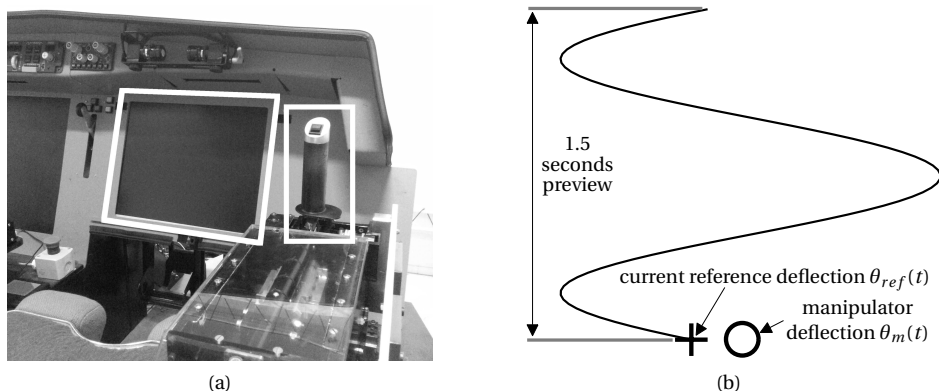 1.5
seconds
preview
current reference deflection θ_ref(t)
manipulator
deflection θ_m(t)
(a)
(b)